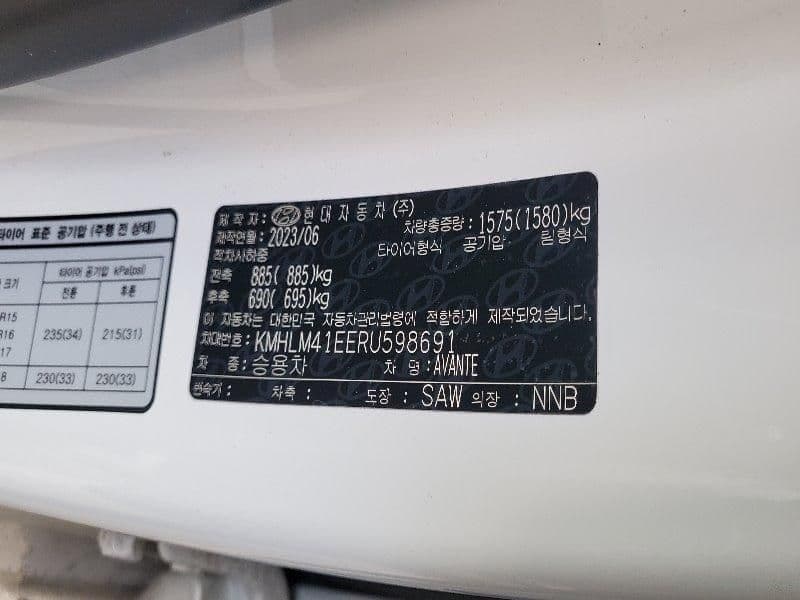 타이어 표준 공기압 (주행 전 상태)
타이어 공기압 kPa(psi)
크기
전륜 후륜
R15
R16 235(34) 215(31)
17
8 230(33) 230(33)
제 작 자 : 현대자동차(주)
제작연월 : 2023/06 차량총중량 : 1575(1580)kg
적차시허중 타이어형식 공기압 림형식
전축 885( 885)kg
후축 690( 695)kg
이 자동차는 대한민국 자동차관리법령에 적합하게 제작되었습니다.
차대번호 : KMHLM41EERU598691
차 종 : 승용차 차 명 : AVANTE
변속기 : 차축 : 도장 : SAW 의장 : NNB